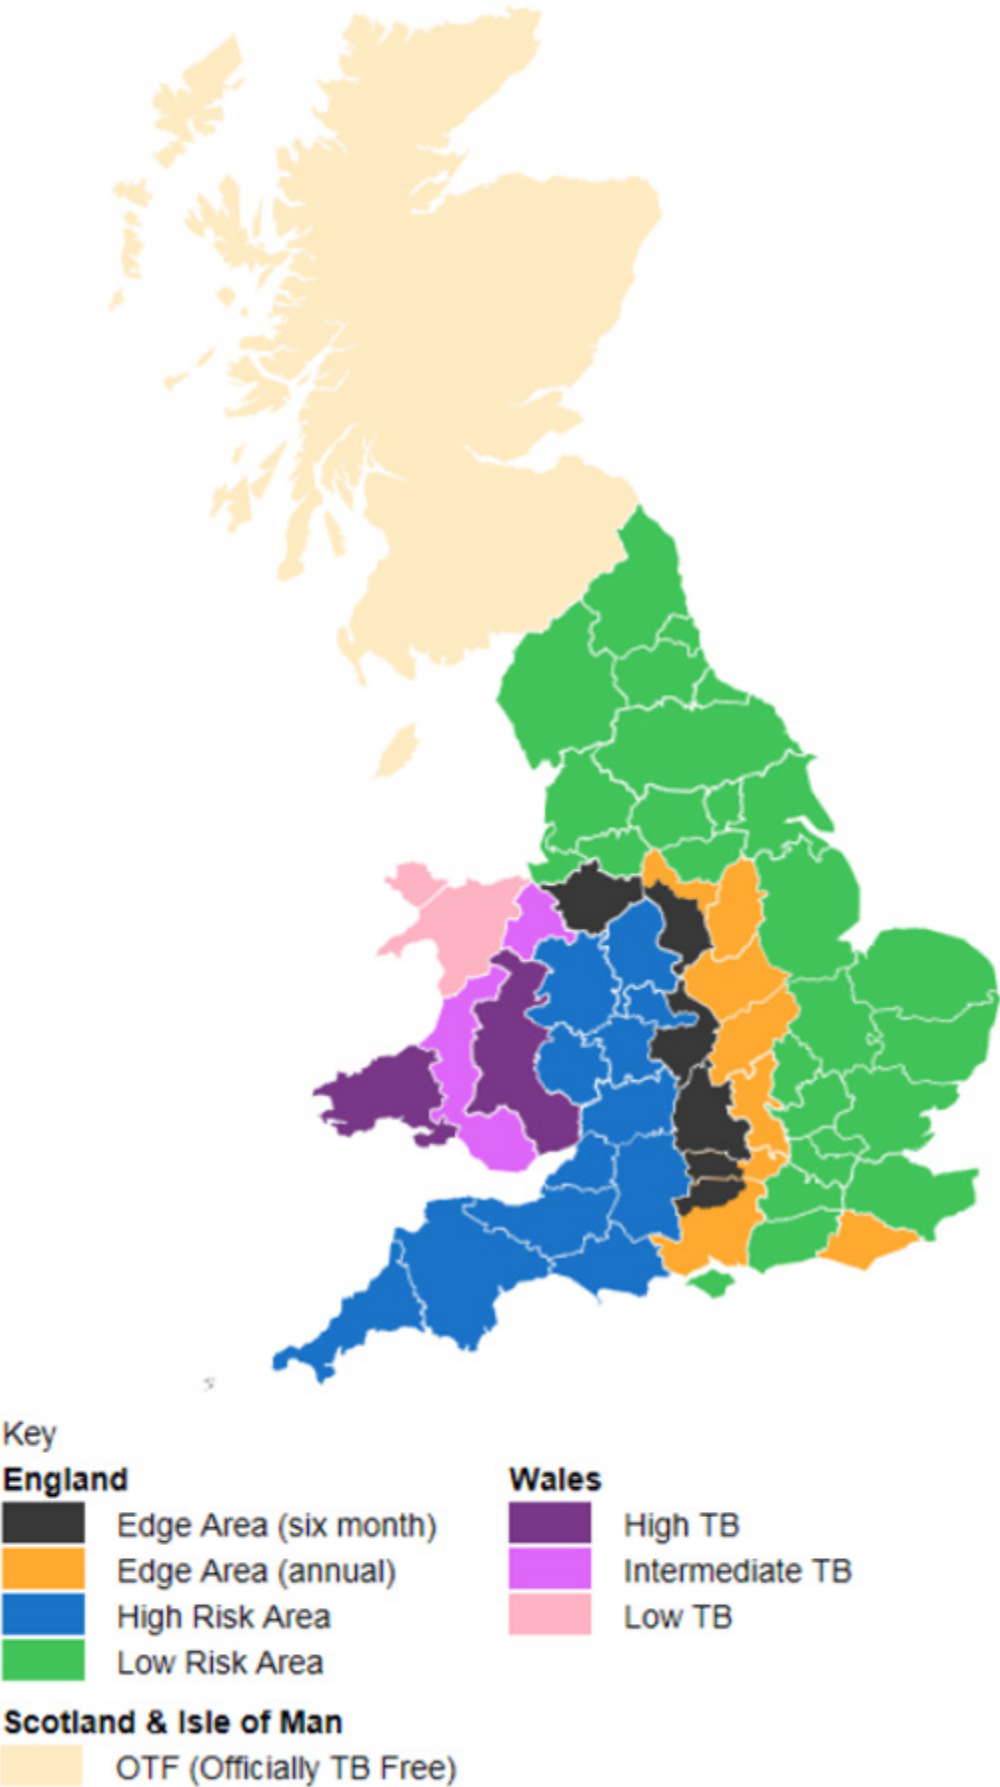 Key
England
Edge Area (six month)
Edge Area (annual)
High Risk Area
Low Risk Area
Wales
High TB
Intermediate TB
Low TB
Scotland & Isle of Man
OTF (Officially TB Free)